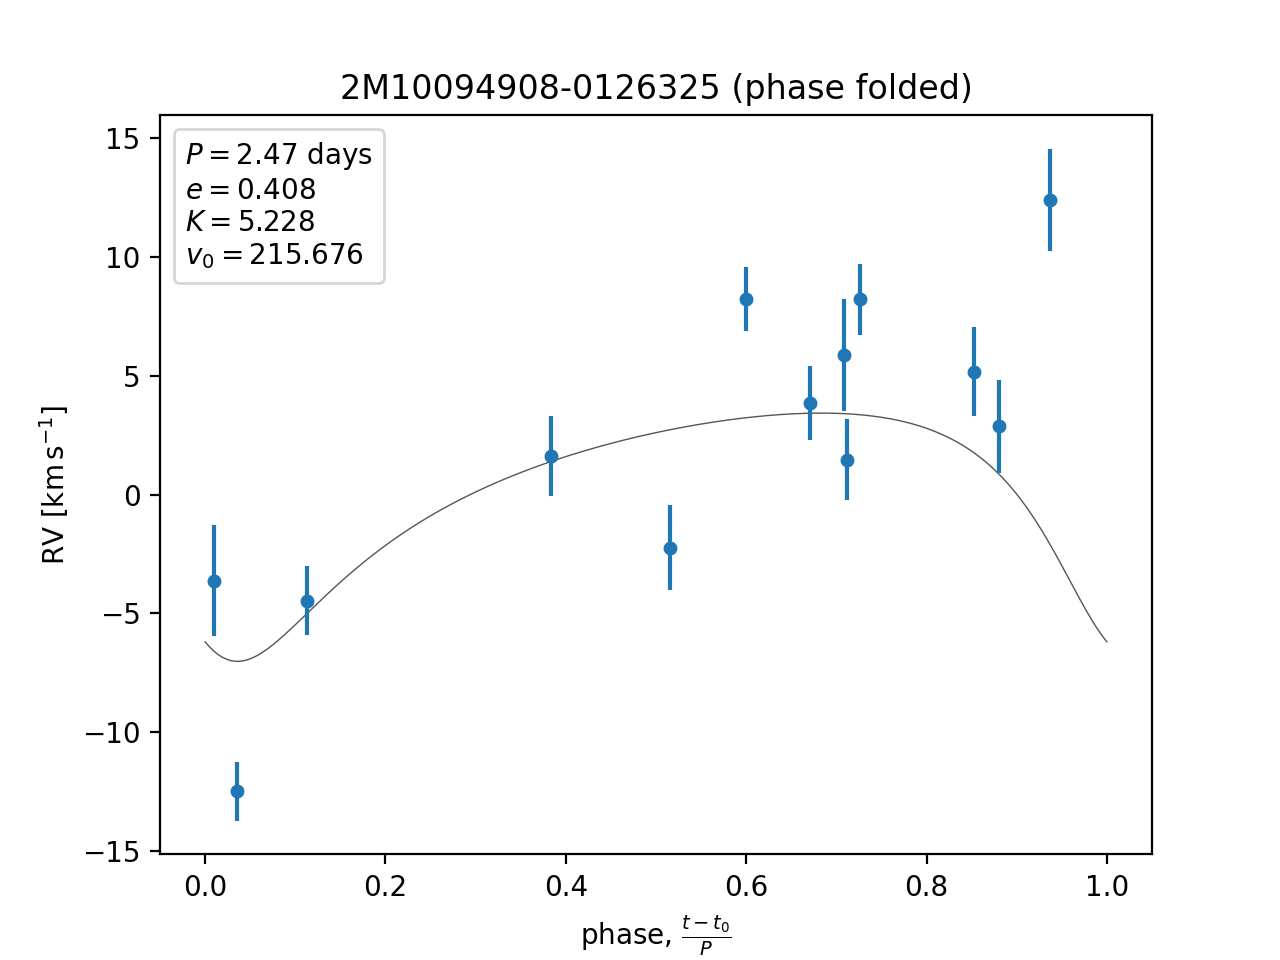 2M10094908-0126325 (phase folded)
P = 2.47 days
e = 0.408
K = 5.228
v₀ = 215.676
15
10
5
0
−5
−10
−15
RV [km s⁻¹]
0.0 0.2 0.4 0.6 0.8 1.0
phase, (t − t₀)/P